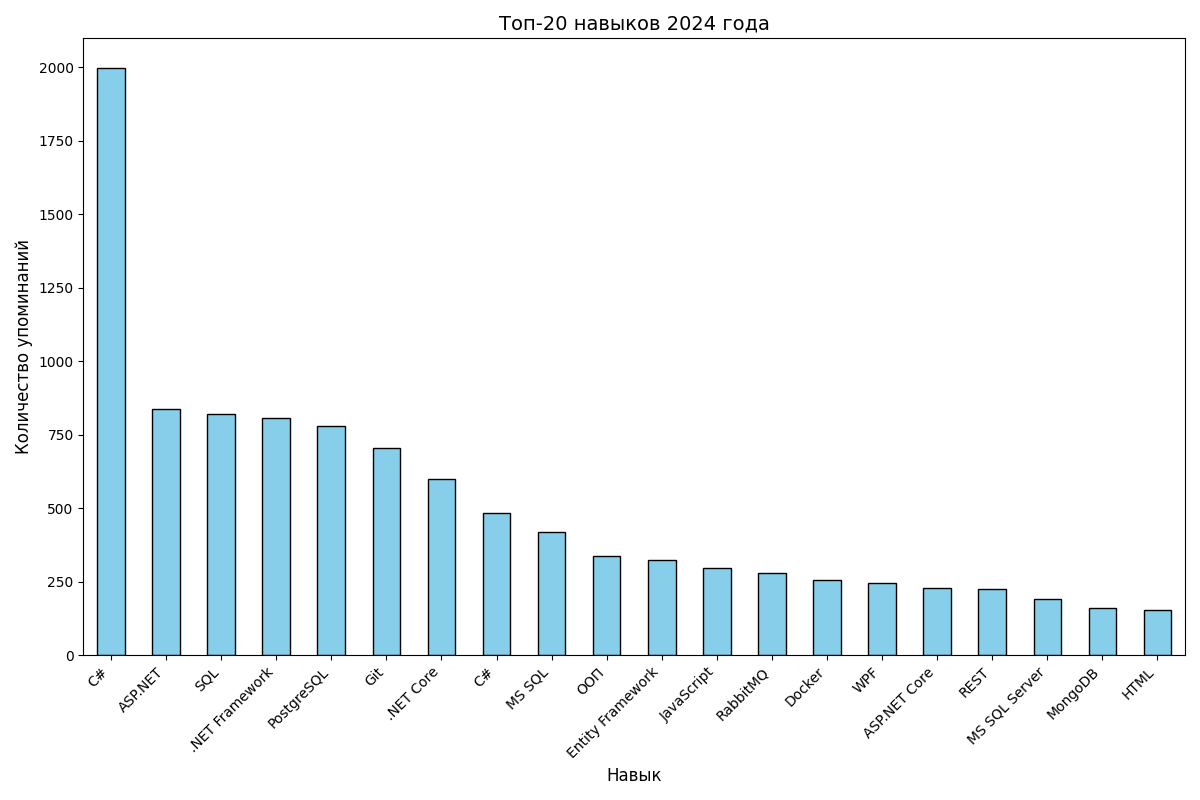 Топ-20 навыков 2024 года
Количество упоминаний
2000
1750
1500
1250
1000
750
500
250
0
C#
ASP.NET
SQL
.NET Framework
PostgreSQL
Git
.NET Core
C#
MS SQL
ООП
Entity Framework
JavaScript
RabbitMQ
Docker
WPF
ASP.NET Core
REST
MS SQL Server
MongoDB
HTML
Навык